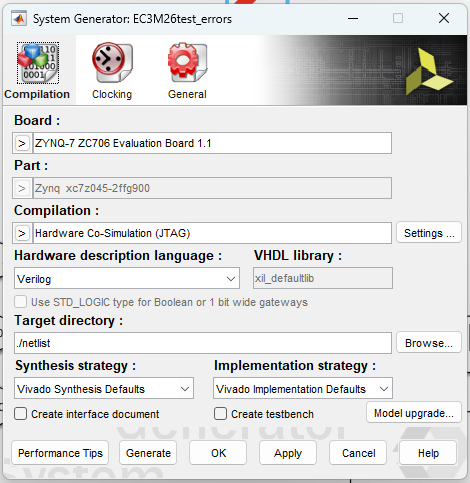 System Generator: EC3M26test_errors
Compilation
Clocking
General
Board :
> ZYNQ-7 ZC706 Evaluation Board 1.1
Part :
> Zynq xc7z045-2ffg900
Compilation :
> Hardware Co-Simulation (JTAG) Settings ...
Hardware description language : VHDL library :
Verilog xil_defaultlib
Use STD_LOGIC type for Boolean or 1 bit wide gateways
Target directory :
./netlist Browse...
Synthesis strategy : Implementation strategy :
Vivado Synthesis Defaults Vivado Implementation Defaults
Create interface document Create testbench Model upgrade...
Generator
Performance Tips Generate OK Apply Cancel Help
System